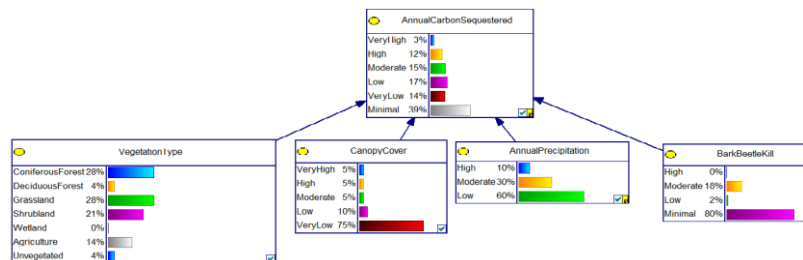 AnnualCarbonSequestered
VeryHigh 3%
High 12%
Moderate 15%
Low 17%
VeryLow 14%
Minimal 39%
VegetationType
ConiferousForest 28%
DeciduousForest 4%
Grassland 28%
Shrubland 21%
Wetland 0%
Agriculture 14%
Unvegetated 4%
CanopyCover
VeryHigh 5%
High 5%
Moderate 5%
Low 10%
VeryLow 75%
AnnualPrecipitation
High 10%
Moderate 30%
Low 60%
BarkBeetleKill
High 0%
Moderate 18%
Low 2%
Minimal 80%